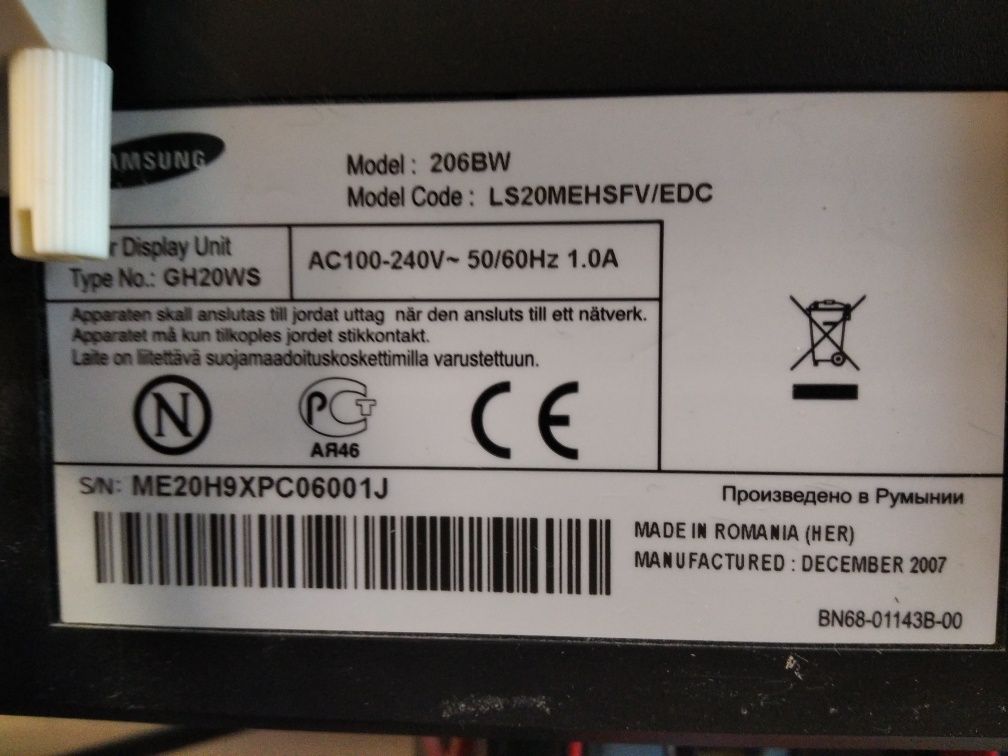 AMSUNG
Model : 206BW
Model Code : LS20MEHSFV/EDC
r Display Unit
Type No.: GH20WS
AC100-240V~ 50/60Hz 1.0A
Apparaten skall anslutas till jordat uttag när den ansluts till ett nätverk.
Apparatet må kun tilkoples jordet stikkontakt.
Laite on liitettävä suojamaadoituskoskettimilla varustettuun.
N
РСТ
АЯ46
CE
S/N: ME20H9XPC06001J
Произведено в Румынии
MADE IN ROMANIA (HER)
MANUFACTURED : DECEMBER 2007
BN68-01143B-00